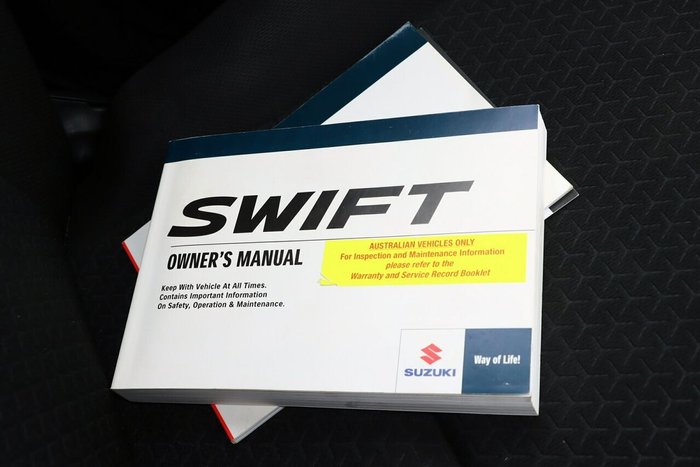 SWIFT
OWNER'S MANUAL
AUSTRALIAN VEHICLES ONLY
For Inspection and Maintenance Information
please refer to the
Warranty and Service Record Booklet
Keep With Vehicle At All Times.
Contains Important Information
On Safety, Operation & Maintenance.
SUZUKI
Way of Life!